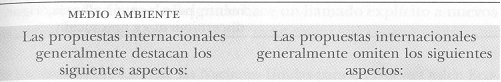 MEDIO AMBIENTE
Las propuestas internacionales
generalmente destacan los
siguientes aspectos:
Las propuestas internacionales
generalmente omiten los siguientes
aspectos: